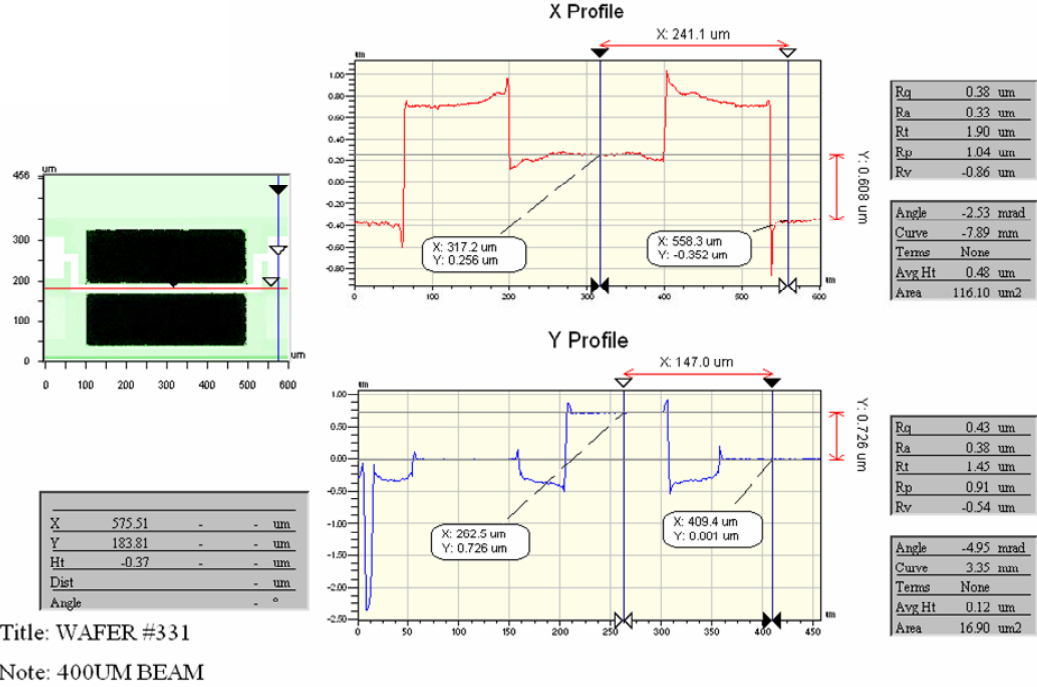 X Profile
X: 241.1 um
um
1.00
0.80
0.60
0.40
0.20
0.00
-0.20
-0.40
-0.60
-0.80
0
100
200
300
400
500
600
um
X: 317.2 um
Y: 0.256 um
X: 558.3 um
Y: -0.352 um
Y: 0.608 um
Rq 0.38 um
Ra 0.33 um
Rt 1.90 um
Rp 1.04 um
Rv -0.86 um
Angle -2.53 mrad
Curve -7.89 mm
Terms None
Avg Ht 0.48 um
Area 116.10 um2
um
456
300
200
100
0
0 100 200 300 400 500 600
um
Y Profile
X: 147.0 um
um
1.00
0.50
0.00
-0.50
-1.00
-1.50
-2.00
-2.50
0 50 100 150 200 250 300 350 400 450
um
X: 262.5 um
Y: 0.726 um
X: 409.4 um
Y: 0.001 um
Y: 0.726 um
Rq 0.43 um
Ra 0.38 um
Rt 1.45 um
Rp 0.91 um
Rv -0.54 um
Angle -4.95 mrad
Curve 3.35 mm
Terms None
Avg Ht 0.12 um
Area 16.90 um2
X 575.51 - - um
Y 183.81 - - um
Ht -0.37 - - um
Dist - um
Angle - °
Title: WAFER #331
Note: 400UM BEAM